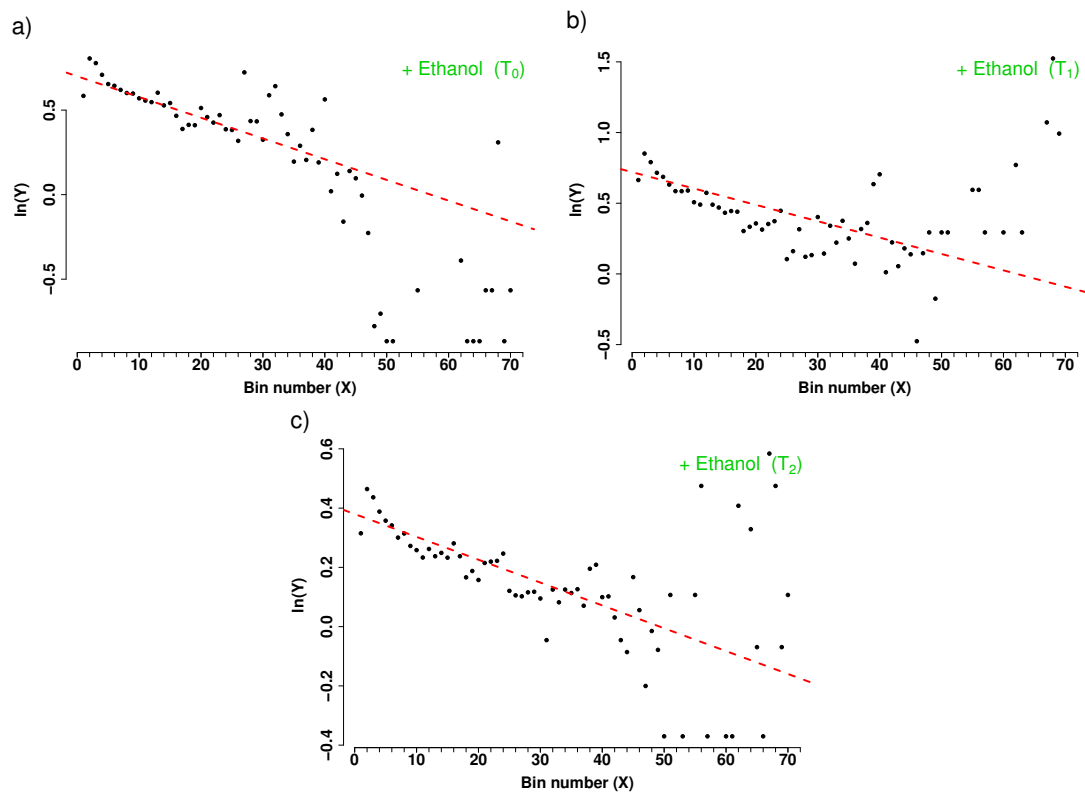 a)
+ Ethanol (T0)
ln(Y)
0.5
0.0
−0.5
0 10 20 30 40 50 60 70
Bin number (X)
b)
+ Ethanol (T1)
ln(Y)
1.5
1.0
0.5
0.0
−0.5
0 10 20 30 40 50 60 70
Bin number (X)
c)
+ Ethanol (T2)
ln(Y)
0.6
0.4
0.2
0.0
−0.2
−0.4
0 10 20 30 40 50 60 70
Bin number (X)